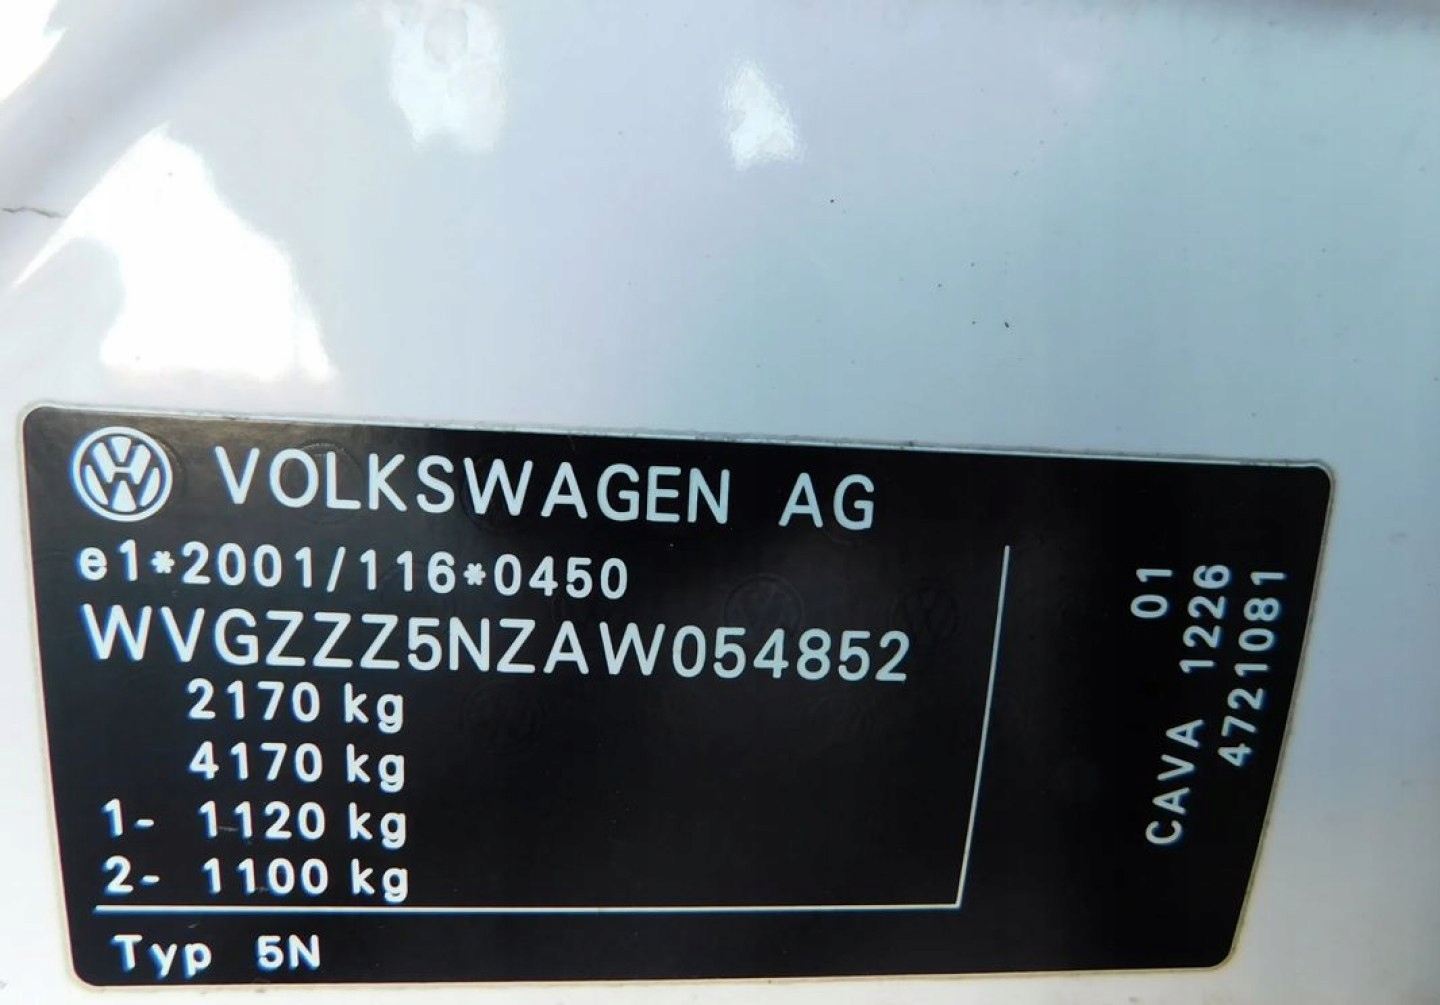 VOLKSWAGEN AG
e1*2001/116*0450
WVGZZZ5NZAW054852
2170 kg
4170 kg
1- 1120 kg
2- 1100 kg
Typ 5N
CAVA 01
1226
4721081